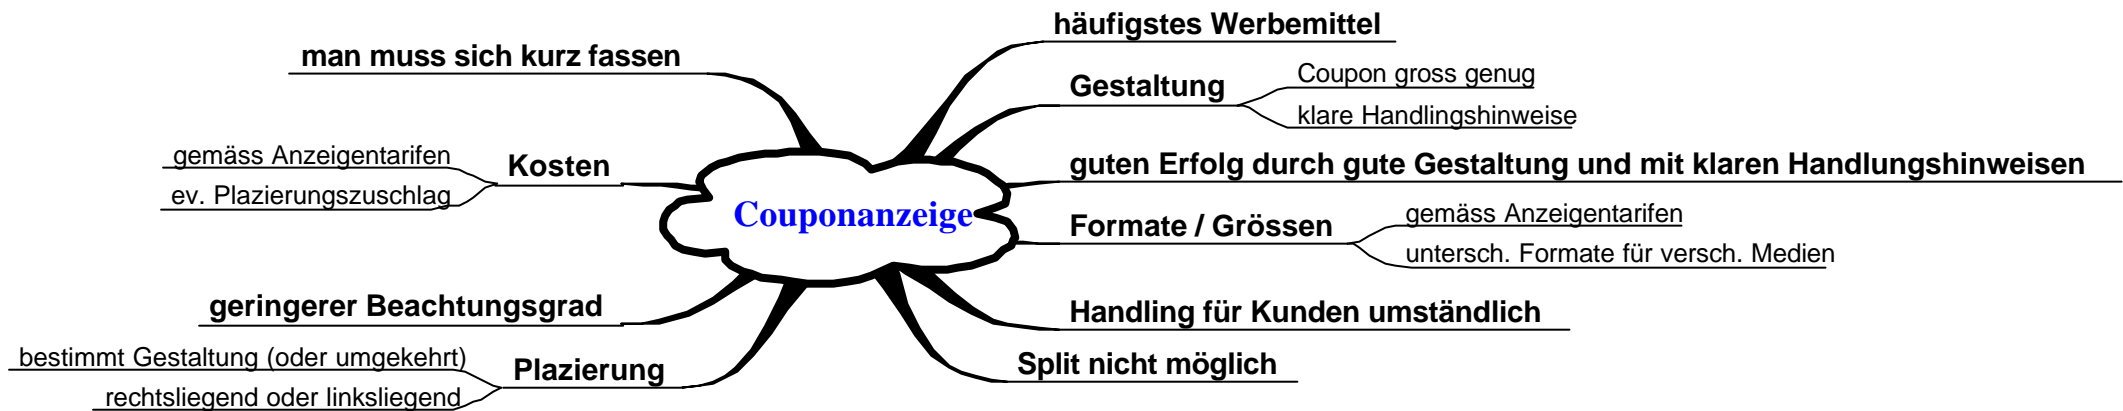 häufigstes Werbemittel
man muss sich kurz fassen
Gestaltung
Coupon gross genug
klare Handlingshinweise
gemäss Anzeigentarifen
ev. Plazierungszuschlag
Kosten
guten Erfolg durch gute Gestaltung und mit klaren Handlungshinweisen
Couponanzeige
Formate / Grössen
gemäss Anzeigentarifen
untersch. Formate für versch. Medien
geringerer Beachtungsgrad
Handling für Kunden umständlich
bestimmt Gestaltung (oder umgekehrt)
rechtsliegend oder linksliegend
Plazierung
Split nicht möglich